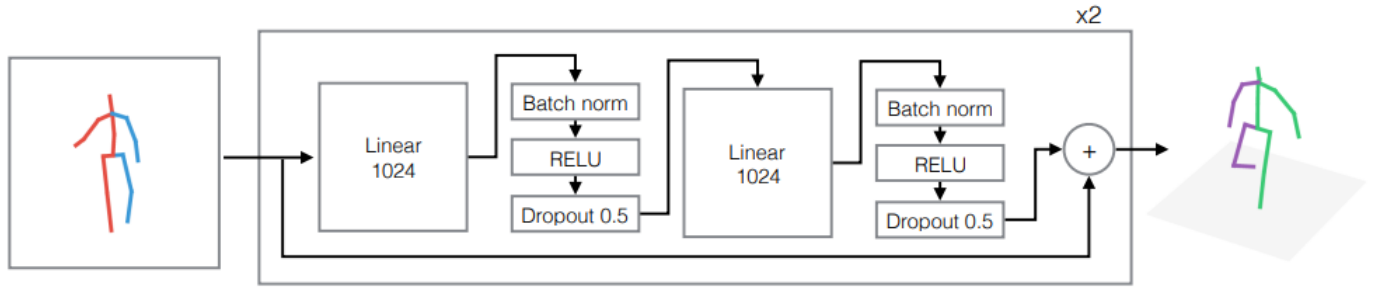 x2
Linear
1024
Batch norm
RELU
Dropout 0.5
Linear
1024
Batch norm
RELU
Dropout 0.5
+